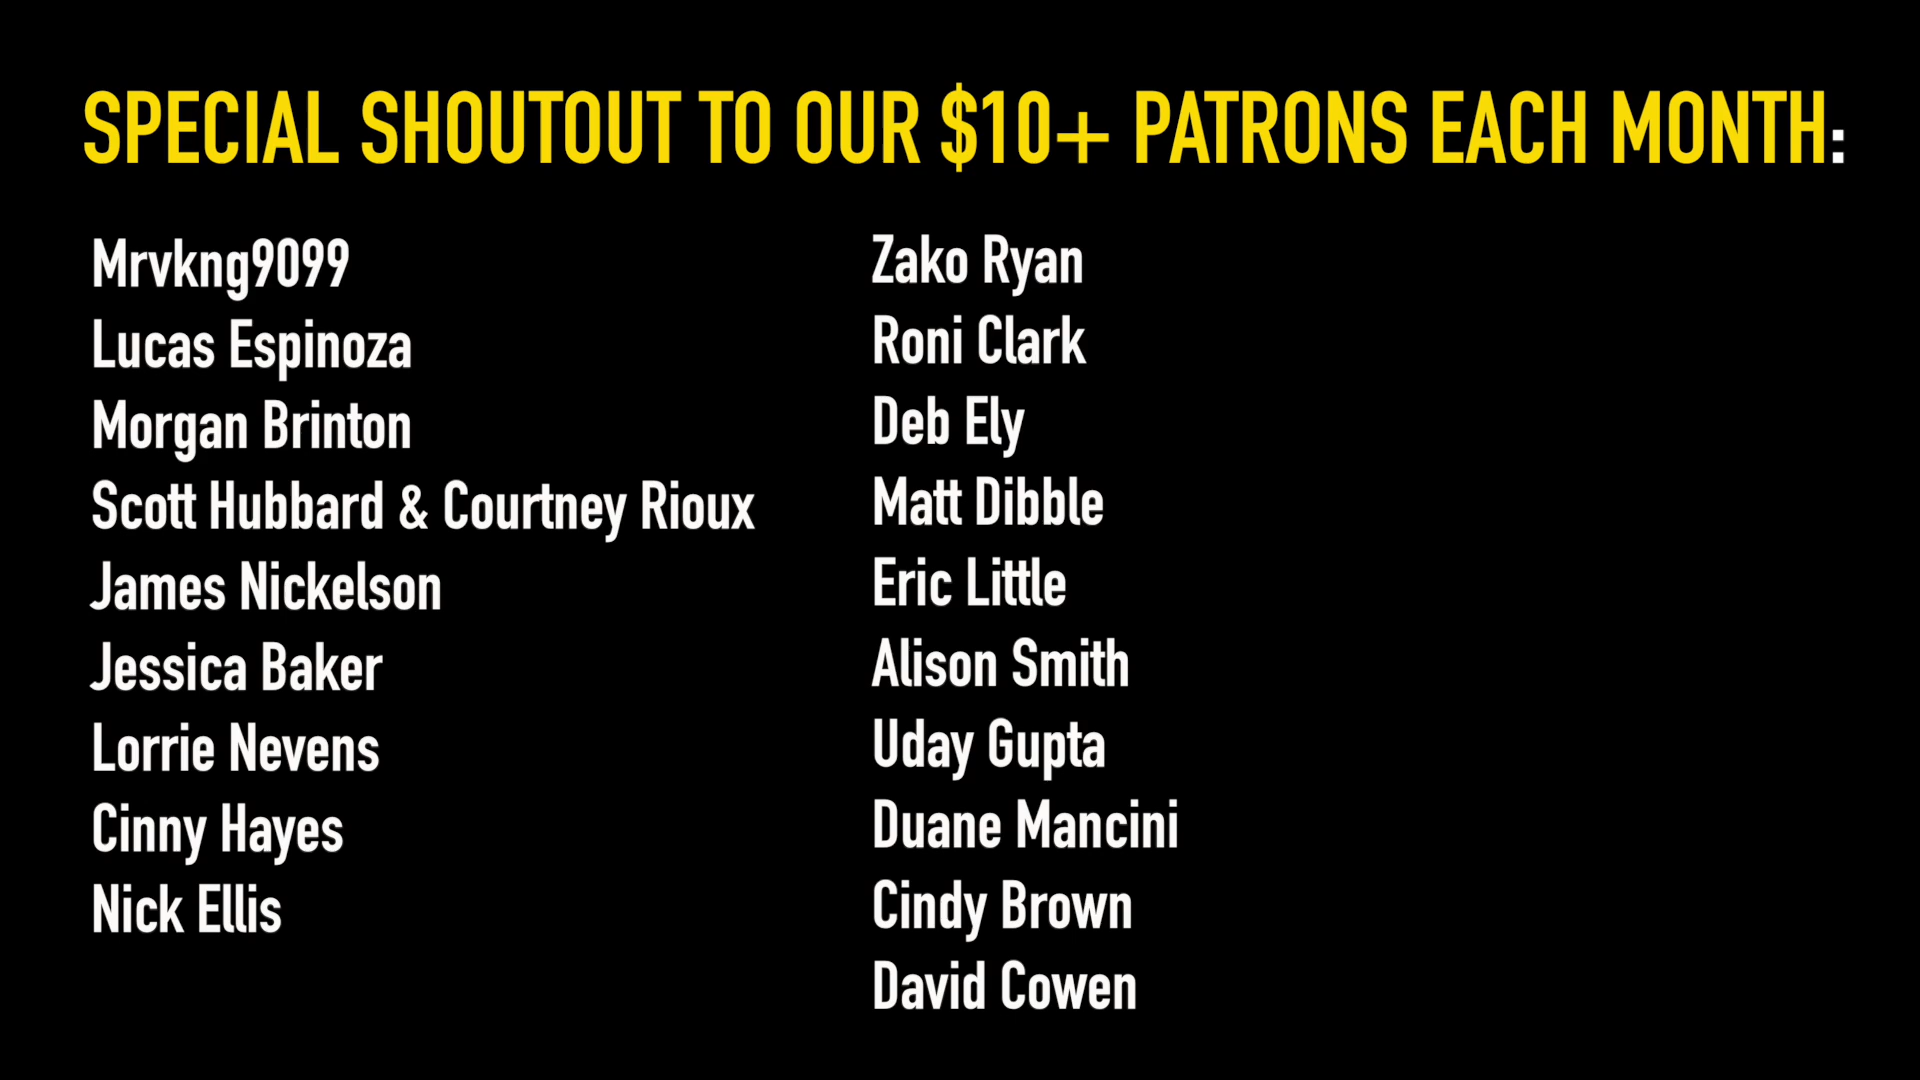 SPECIAL SHOUTOUT TO OUR $10+ PATRONS EACH MONTH:
Mrvkng9099
Lucas Espinoza
Morgan Brinton
Scott Hubbard & Courtney Rioux
James Nickelson
Jessica Baker
Lorrie Nevens
Cinny Hayes
Nick Ellis
Zako Ryan
Roni Clark
Deb Ely
Matt Dibble
Eric Little
Alison Smith
Uday Gupta
Duane Mancini
Cindy Brown
David Cowen